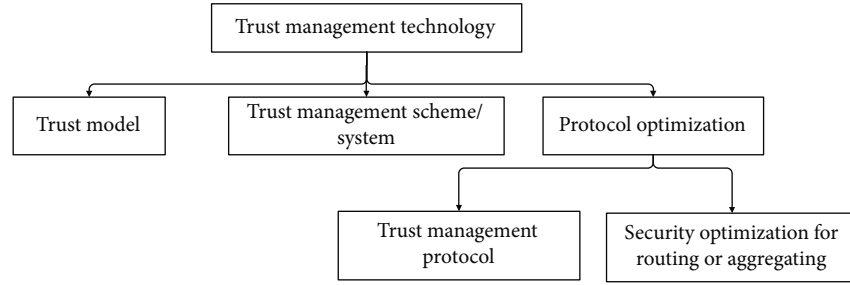 Trust management technology
Trust model
Trust management scheme/
system
Protocol optimization
Trust management
protocol
Security optimization for
routing or aggregating